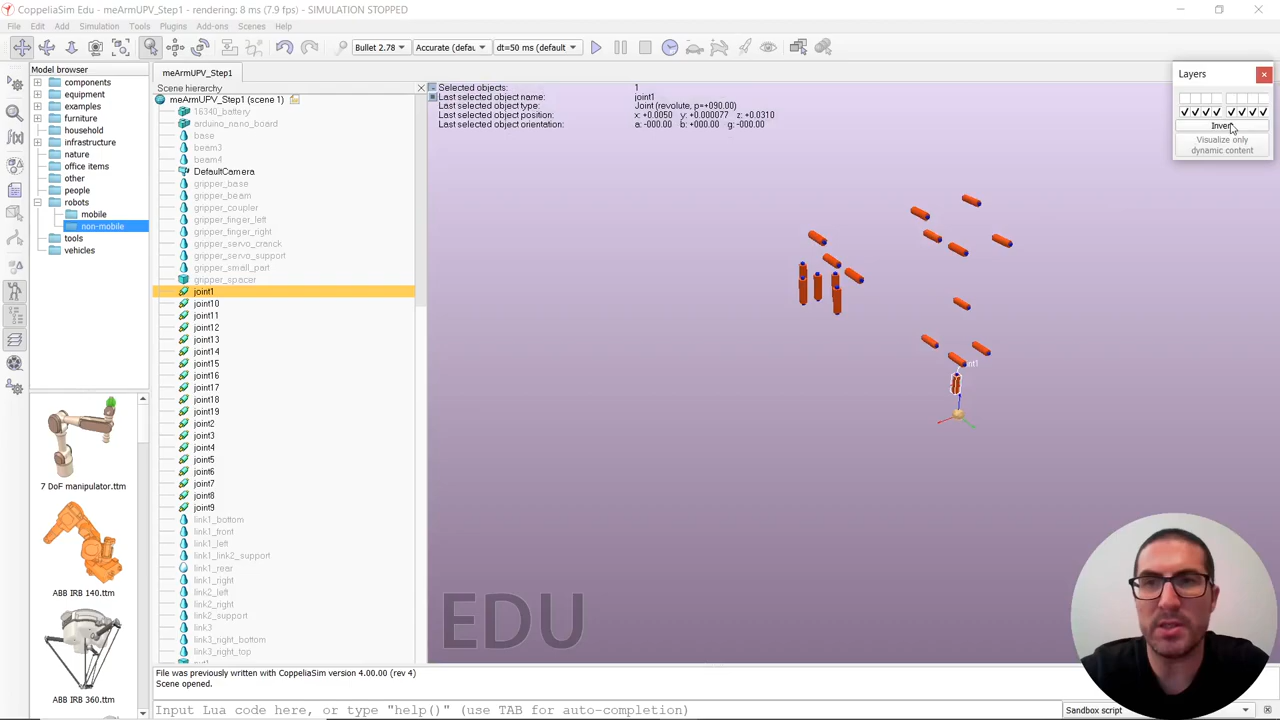 CoppeliaSim Edu - meArmUPV_Step1 - rendering: 8 ms (7.9 fps) - SIMULATION STOPPED
File Edit Add Simulation Tools Plugins Add-ons Scenes Help
Bullet 2.78 Accurate (defau dt=50 ms (default)
Model browser
components
equipment
examples
furniture
household
infrastructure
nature
office items
other
people
robots
mobile
non-mobile
tools
vehicles
7 DoF manipulator.ttm
ABB IRB 140.ttm
ABB IRB 360.ttm
meArmUPV_Step1
Scene hierarchy
meArmUPV_Step1 (scene 1)
16340_battery
arduino_nano_board
base
beam3
beam4
DefaultCamera
gripper_base
gripper_beam
gripper_coupler
gripper_finger_left
gripper_finger_right
gripper_servo_cranck
gripper_servo_support
gripper_small_part
gripper_spacer
joint1
joint10
joint11
joint12
joint13
joint14
joint15
joint16
joint17
joint18
joint19
joint2
joint3
joint4
joint5
joint6
joint7
joint8
joint9
link1_bottom
link1_front
link1_left
link1_link2_support
link1_rear
link1_right
link2_left
link2_right
link2_support
link3
link3_right_bottom
link3_right_top
Selected objects: 1
Last selected object name: joint1
Last selected object type: Joint (revolute, p=+090.00)
Last selected object position: x: +0.0050 y: +0.000077 z: +0.0310
Last selected object orientation: a: -000.00 b: +000.00 g: -000.00
EDU
Layers
Invert
Visualize only
dynamic content
File was previously written with CoppeliaSim version 4.00.00 (rev 4)
Scene opened.
Input Lua code here, or type "help()" (use TAB for auto-completion)
Sandbox script